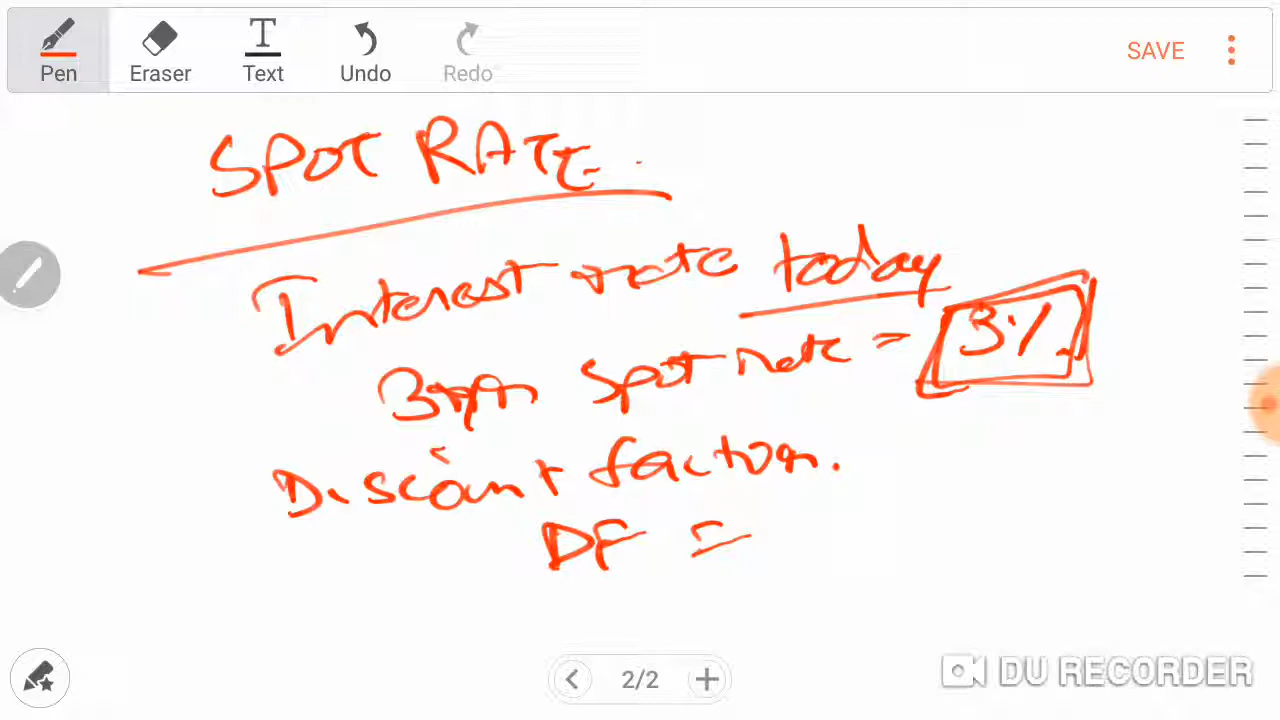 Pen Eraser Text Undo Redo SAVE
SPOT RATE
Interest rate today
spot rate = 3%
Discount factor.
DF =
2/2
DU RECORDER